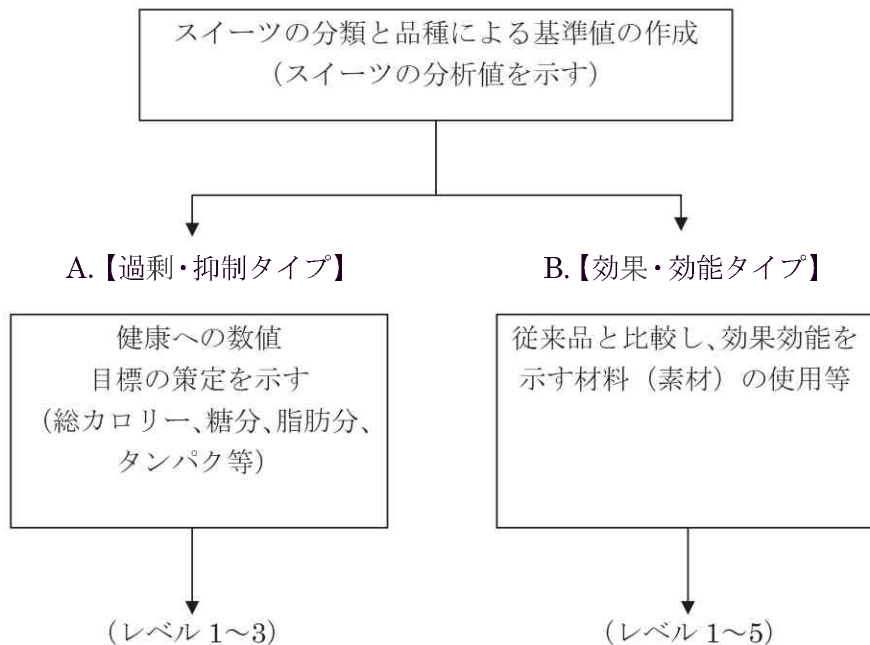 スイーツの分類と品種による基準値の作成
（スイーツの分析値を示す）
A.【過剰・抑制タイプ】
健康への数値
目標の策定を示す
（総カロリー、糖分、脂肪分、
タンパク等）
（レベル 1～3）
B.【効果・効能タイプ】
従来品と比較し、効果効能を
示す材料（素材）の使用等
（レベル 1～5）